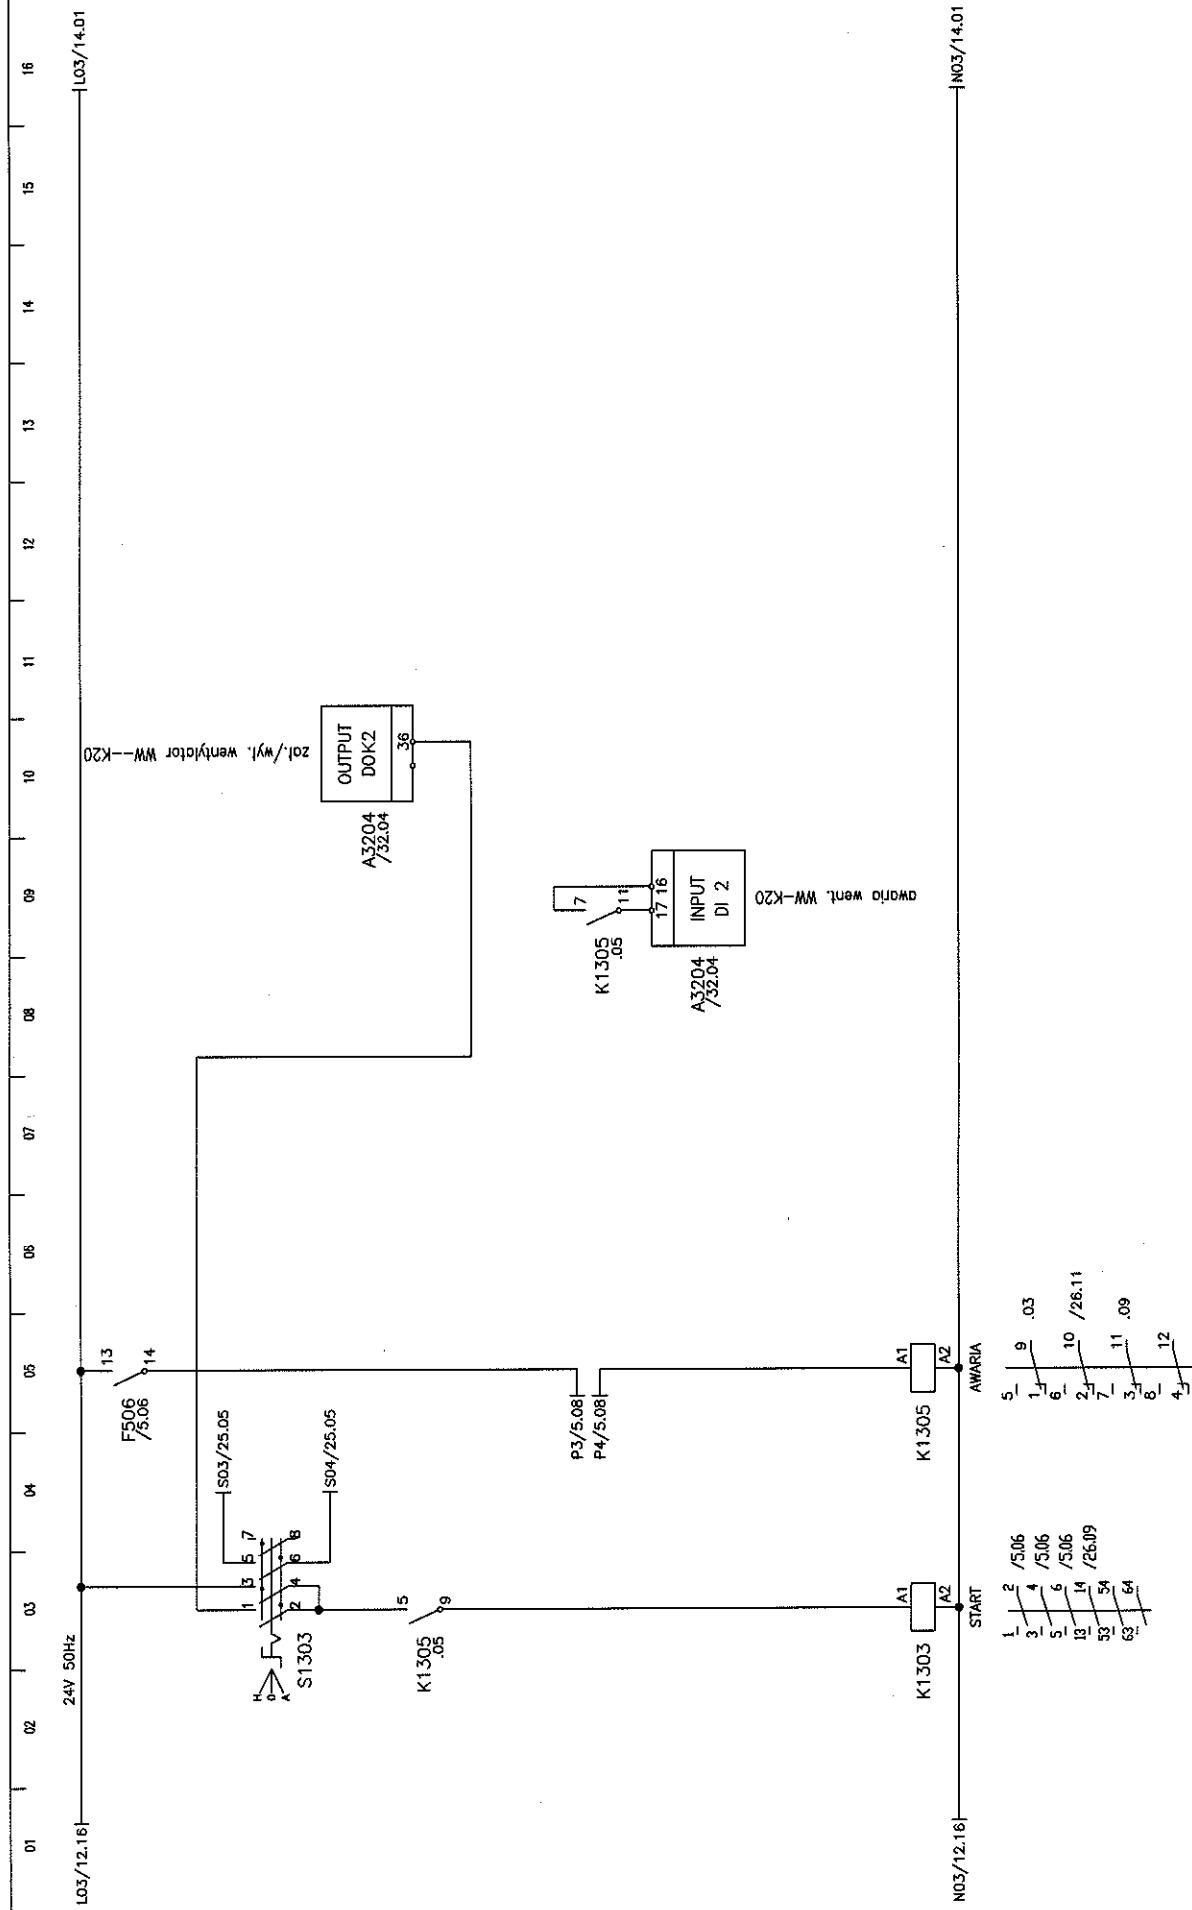 01 02 03 04 05 06 07 08 09 10 11 12 13 14 15 16
L03/12.16
24V 50Hz
L03/14.01
13
F506
/5.06
14
zał./wył. wentylator WW--K20
S03/25.05
H
O
A
1 3 5 7
2 4 6 8
S1303
S04/25.05
OUTPUT
DOK2
36
A3204
/32.04
5
K1305
.05
9
P3/5.08
P4/5.08
7
K1305
.05
11
17 16
INPUT
DI 2
A3204
/32.04
awaria went. WW-K20
A1
K1303
A2
A1
K1305
A2
N03/12.16
N03/14.01
START
AWARIA
1 2 /5.06
3 4 /5.06
5 6 /5.06
13 14 /26.09
53 54
63 64
5
1 9 .03
6
2 10 /26.11
7
3 11 .09
8
4 12